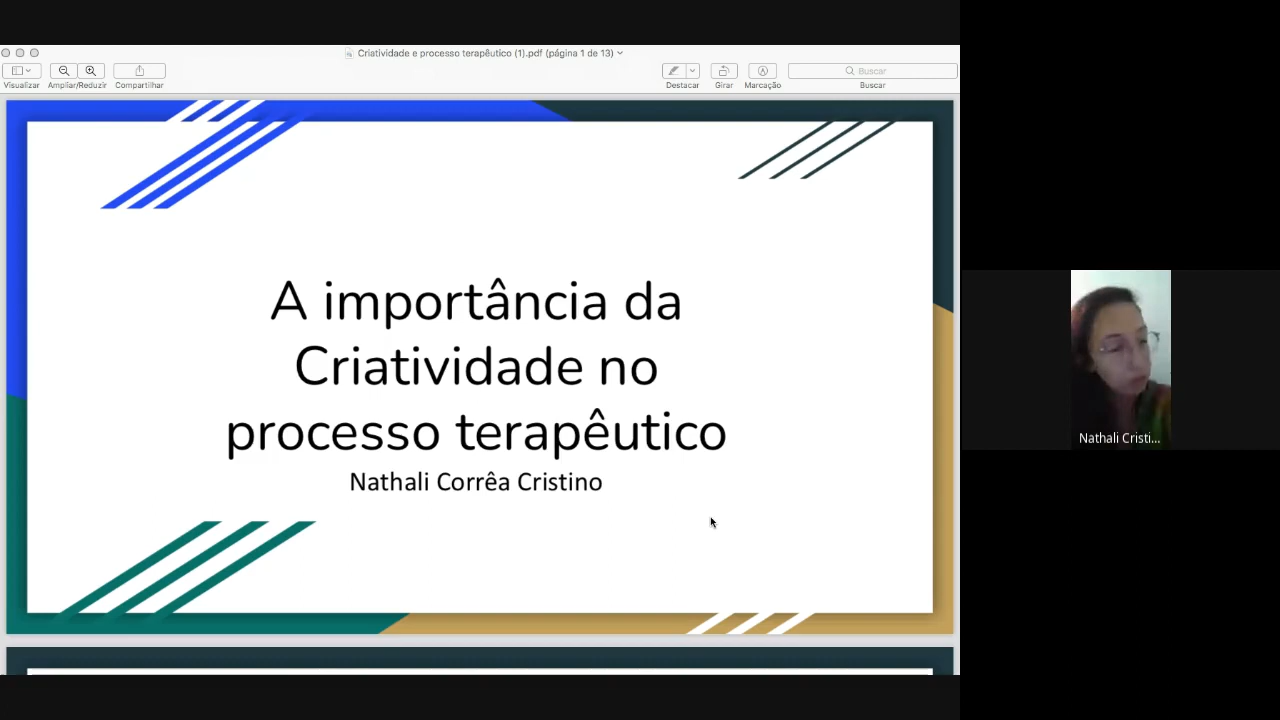 Criatividade e processo terapêutico (1).pdf (página 1 de 13)
Visualizar
Ampliar/Reduzir
Compartilhar
Destacar
Girar
Marcação
Buscar
Buscar
A importância da
Criatividade no
processo terapêutico
Nathali Corrêa Cristino
Nathali Cristi...